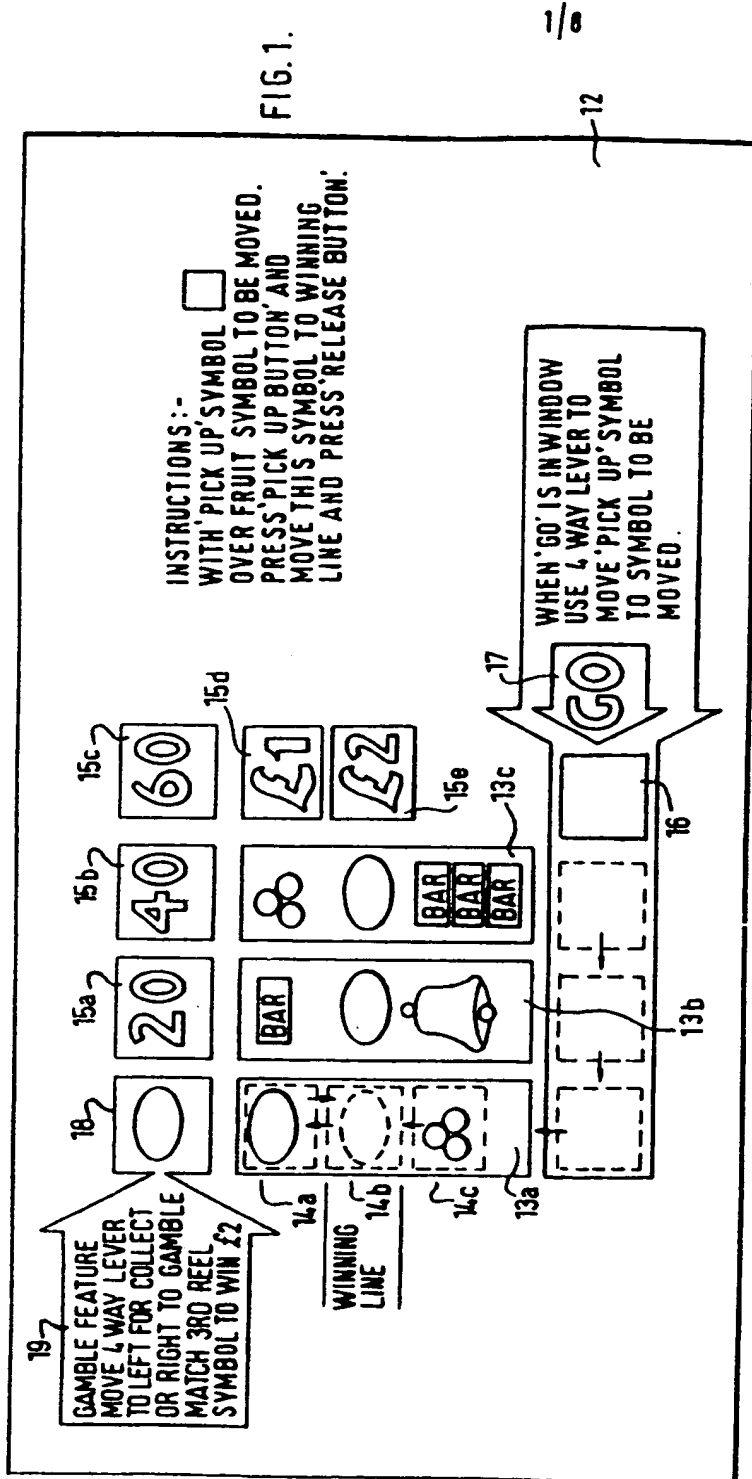 1/8
FIG.1.
12
19
GAMBLE FEATURE
MOVE 4 WAY LEVER
TO LEFT FOR COLLECT
OR RIGHT TO GAMBLE
MATCH 3RD REEL
SYMBOL TO WIN £2
18
15a
20
15b
40
15c
60
INSTRUCTIONS:-
WITH 'PICK UP' SYMBOL
OVER FRUIT SYMBOL TO BE MOVED.
PRESS 'PICK UP BUTTON' AND
MOVE THIS SYMBOL TO WINNING
LINE AND PRESS 'RELEASE BUTTON'.
15d
£1
£2
15e
14a
WINNING
LINE
14b
14c
13a
BAR
13b
BAR
BAR
BAR
13c
16
17
GO
WHEN 'GO' IS IN WINDOW
USE 4 WAY LEVER TO
MOVE 'PICK UP' SYMBOL
TO SYMBOL TO BE
MOVED.